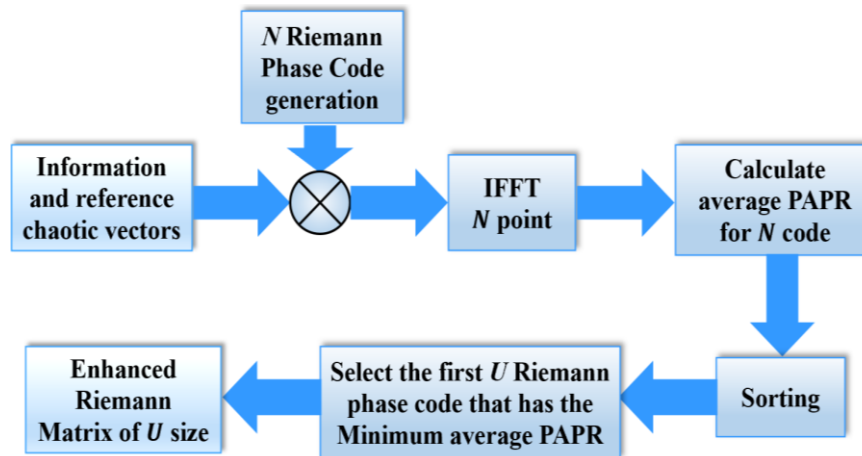 N Riemann
Phase Code
generation
Information
and reference
chaotic vectors
IFFT
N point
Calculate
average PAPR
for N code
Enhanced
Riemann
Matrix of U size
Select the first U Riemann
phase code that has the
Minimum average PAPR
Sorting